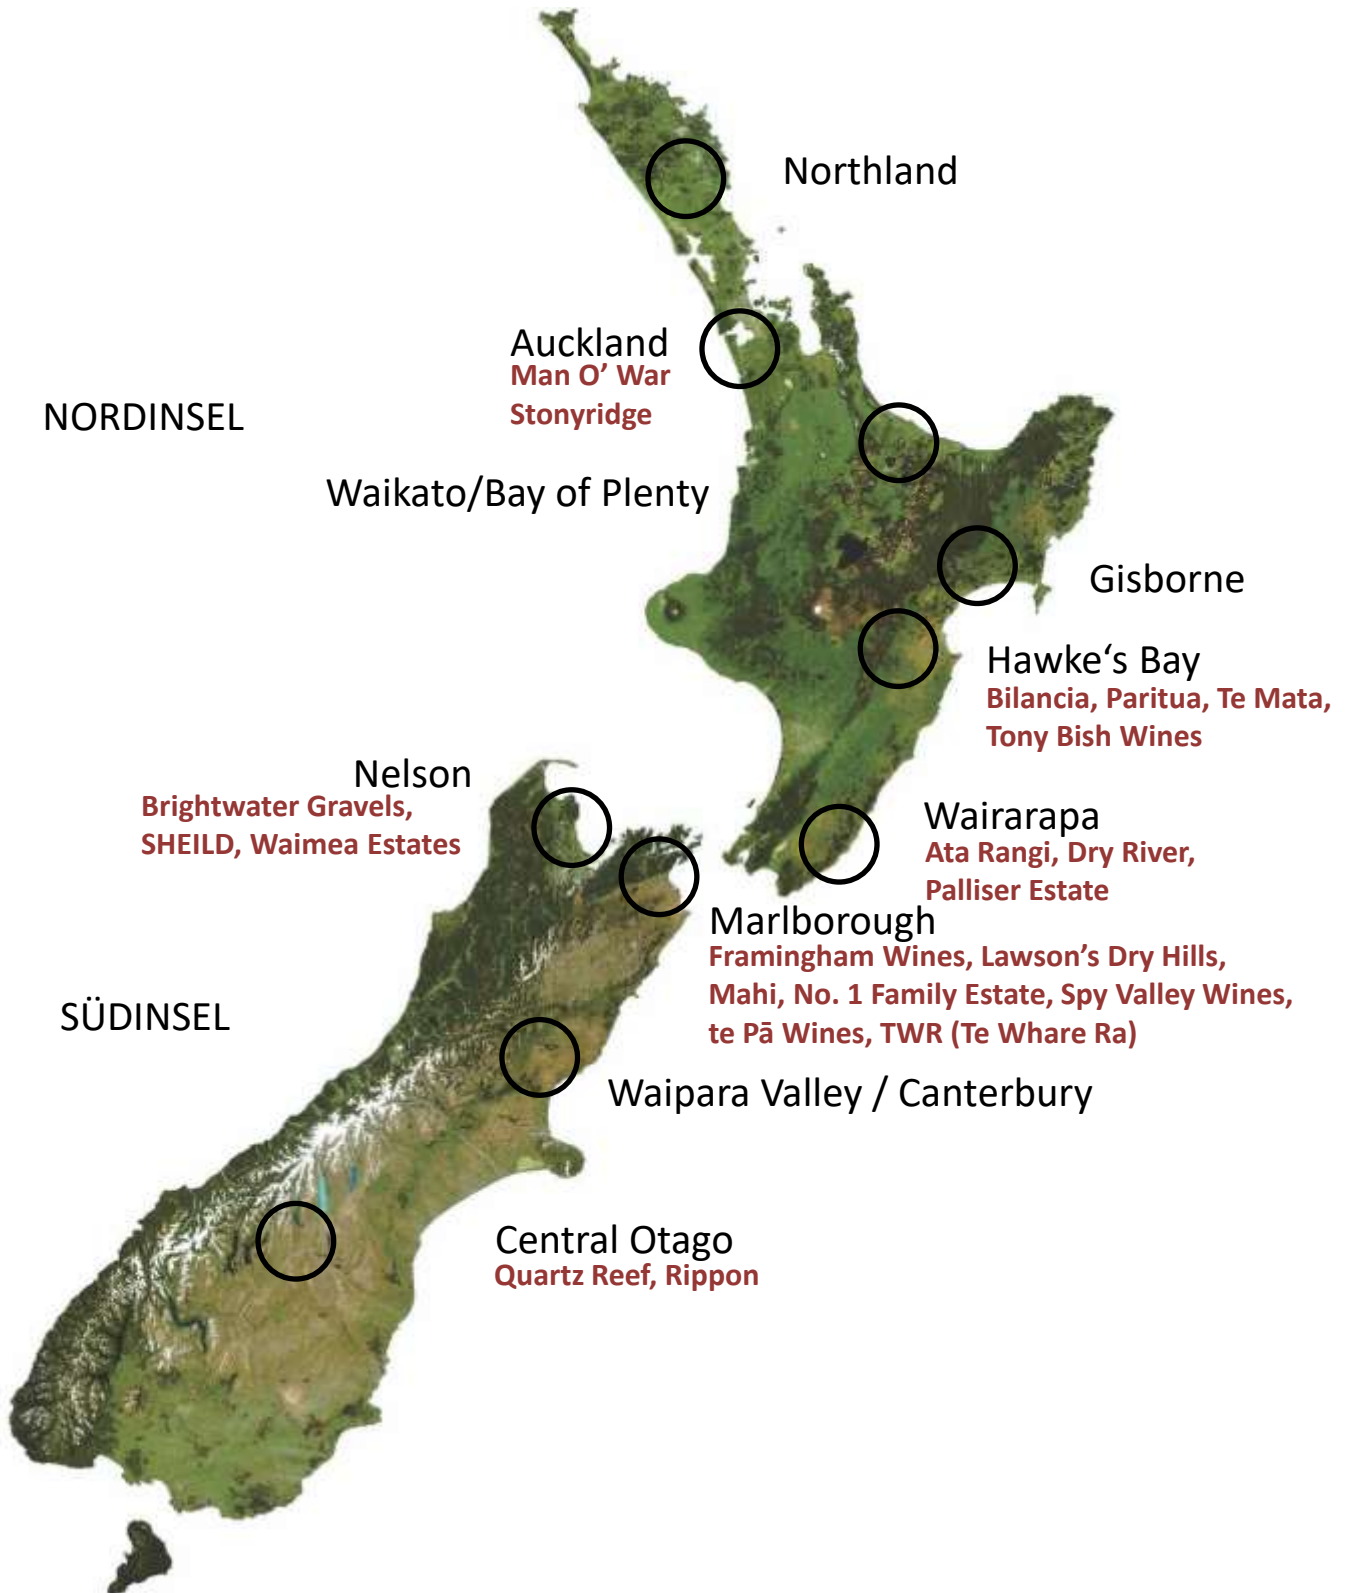 Northland
Auckland
Man O’ War
Stonyridge
NORDINSEL
Waikato/Bay of Plenty
Gisborne
Hawke‘s Bay
Bilancia, Paritua, Te Mata,
Tony Bish Wines
Nelson
Brightwater Gravels,
SHEILD, Waimea Estates
Wairarapa
Ata Rangi, Dry River,
Palliser Estate
Marlborough
Framingham Wines, Lawson’s Dry Hills,
Mahi, No. 1 Family Estate, Spy Valley Wines,
te Pā Wines, TWR (Te Whare Ra)
SÜDINSEL
Waipara Valley / Canterbury
Central Otago
Quartz Reef, Rippon